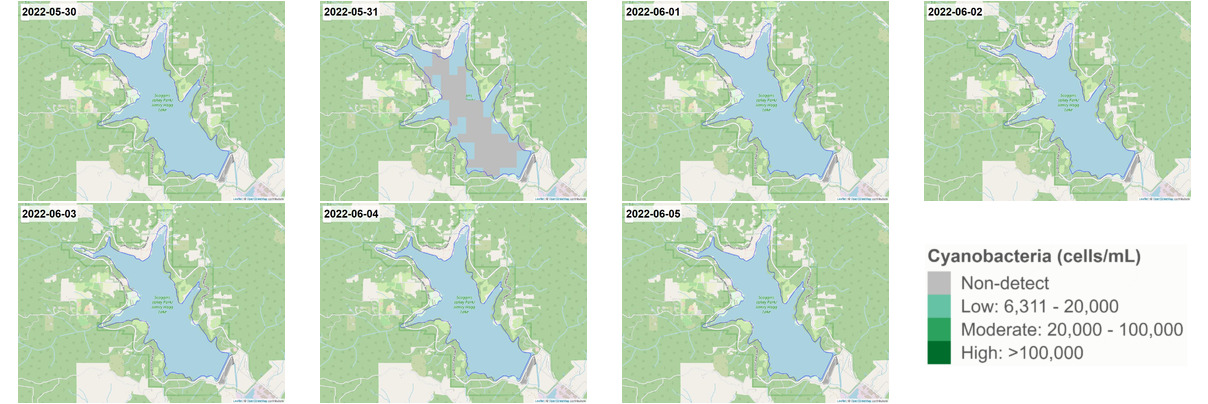 2022-05-30
2022-05-31
2022-06-01
2022-06-02
2022-06-03
2022-06-04
2022-06-05
Cyanobacteria (cells/mL)
Non-detect
Low: 6,311 - 20,000
Moderate: 20,000 - 100,000
High: >100,000